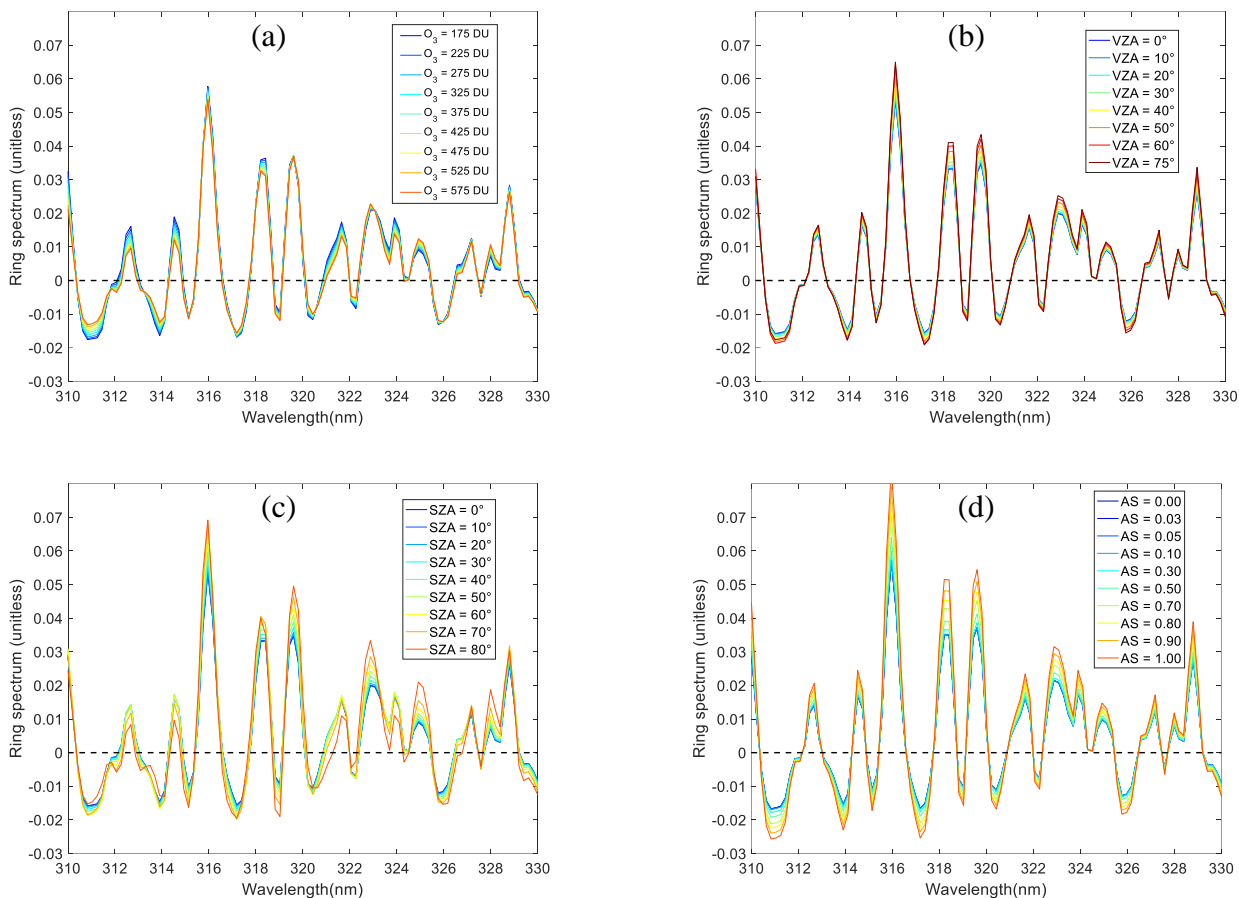 (a)
0.07
0.06
0.05
0.04
0.03
0.02
0.01
0
-0.01
-0.02
-0.03
Ring spectrum (unitless)
O3 = 175 DU
O3 = 225 DU
O3 = 275 DU
O3 = 325 DU
O3 = 375 DU
O3 = 425 DU
O3 = 475 DU
O3 = 525 DU
O3 = 575 DU
310 312 314 316 318 320 322 324 326 328 330
Wavelength(nm)
(b)
0.07
0.06
0.05
0.04
0.03
0.02
0.01
0
-0.01
-0.02
-0.03
Ring spectrum (unitless)
VZA = 0°
VZA = 10°
VZA = 20°
VZA = 30°
VZA = 40°
VZA = 50°
VZA = 60°
VZA = 75°
310 312 314 316 318 320 322 324 326 328 330
Wavelength(nm)
(c)
0.07
0.06
0.05
0.04
0.03
0.02
0.01
0
-0.01
-0.02
-0.03
Ring spectrum (unitless)
SZA = 0°
SZA = 10°
SZA = 20°
SZA = 30°
SZA = 40°
SZA = 50°
SZA = 60°
SZA = 70°
SZA = 80°
310 312 314 316 318 320 322 324 326 328 330
Wavelength(nm)
(d)
0.07
0.06
0.05
0.04
0.03
0.02
0.01
0
-0.01
-0.02
-0.03
Ring spectrum (unitless)
AS = 0.00
AS = 0.03
AS = 0.05
AS = 0.10
AS = 0.30
AS = 0.50
AS = 0.70
AS = 0.80
AS = 0.90
AS = 1.00
310 312 314 316 318 320 322 324 326 328 330
Wavelength(nm)